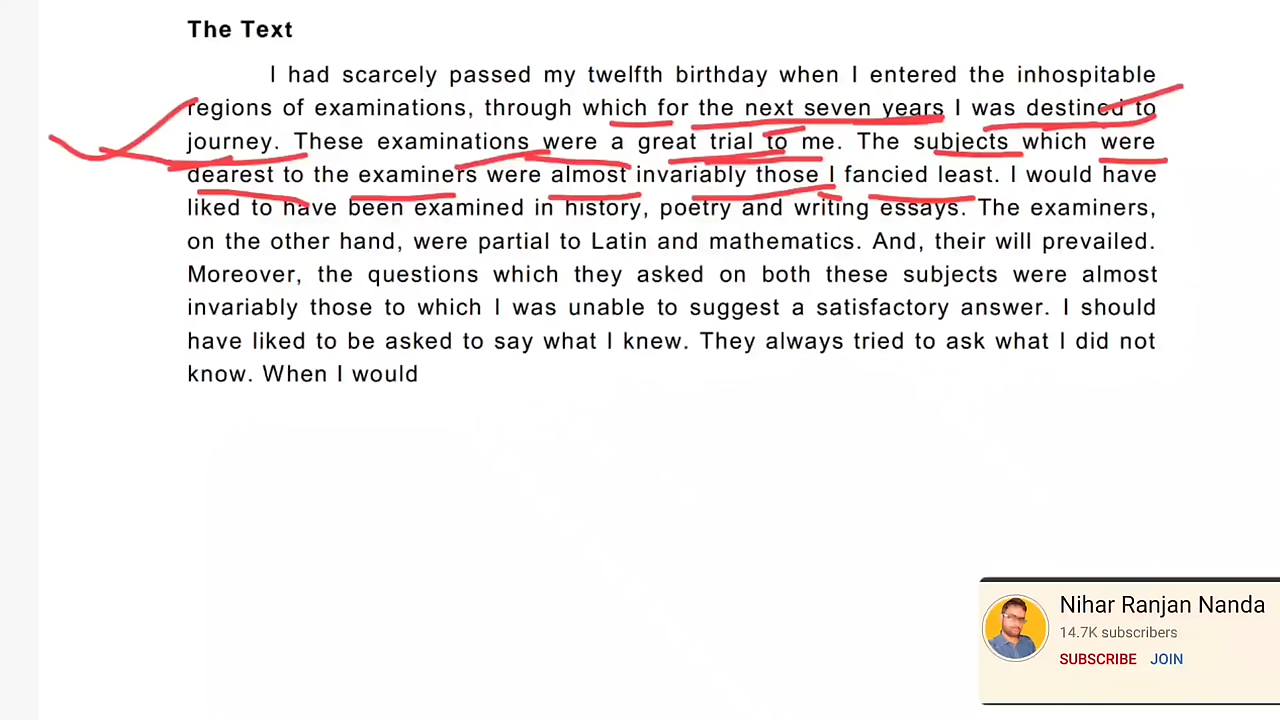 The Text
I had scarcely passed my twelfth birthday when I entered the inhospitable
regions of examinations, through which for the next seven years I was destined to
journey. These examinations were a great trial to me. The subjects which were
dearest to the examiners were almost invariably those I fancied least. I would have
liked to have been examined in history, poetry and writing essays. The examiners,
on the other hand, were partial to Latin and mathematics. And, their will prevailed.
Moreover, the questions which they asked on both these subjects were almost
invariably those to which I was unable to suggest a satisfactory answer. I should
have liked to be asked to say what I knew. They always tried to ask what I did not
know. When I would
Nihar Ranjan Nanda
14.7K subscribers
SUBSCRIBE JOIN